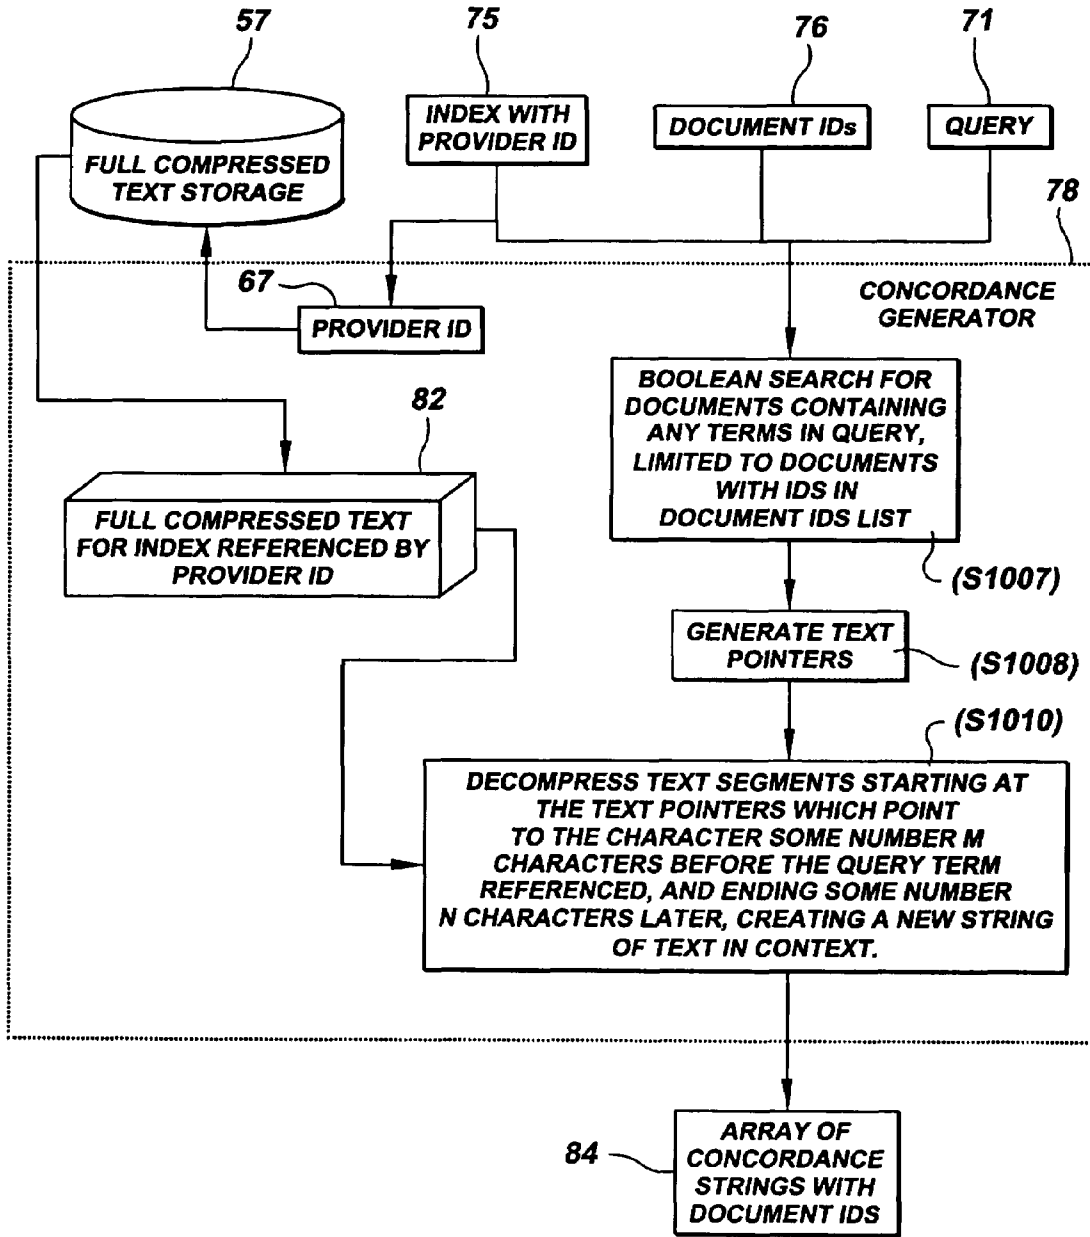 57
75
76
71
FULL COMPRESSED
TEXT STORAGE
INDEX WITH
PROVIDER ID
DOCUMENT IDs
QUERY
78
67
PROVIDER ID
CONCORDANCE
GENERATOR
BOOLEAN SEARCH FOR
DOCUMENTS CONTAINING
ANY TERMS IN QUERY,
LIMITED TO DOCUMENTS
WITH IDS IN
DOCUMENT IDS LIST
(S1007)
82
FULL COMPRESSED TEXT
FOR INDEX REFERENCED BY
PROVIDER ID
GENERATE TEXT
POINTERS
(S1008)
(S1010)
DECOMPRESS TEXT SEGMENTS STARTING AT
THE TEXT POINTERS WHICH POINT
TO THE CHARACTER SOME NUMBER M
CHARACTERS BEFORE THE QUERY TERM
REFERENCED, AND ENDING SOME NUMBER
N CHARACTERS LATER, CREATING A NEW STRING
OF TEXT IN CONTEXT.
84
ARRAY OF
CONCORDANCE
STRINGS WITH
DOCUMENT IDS